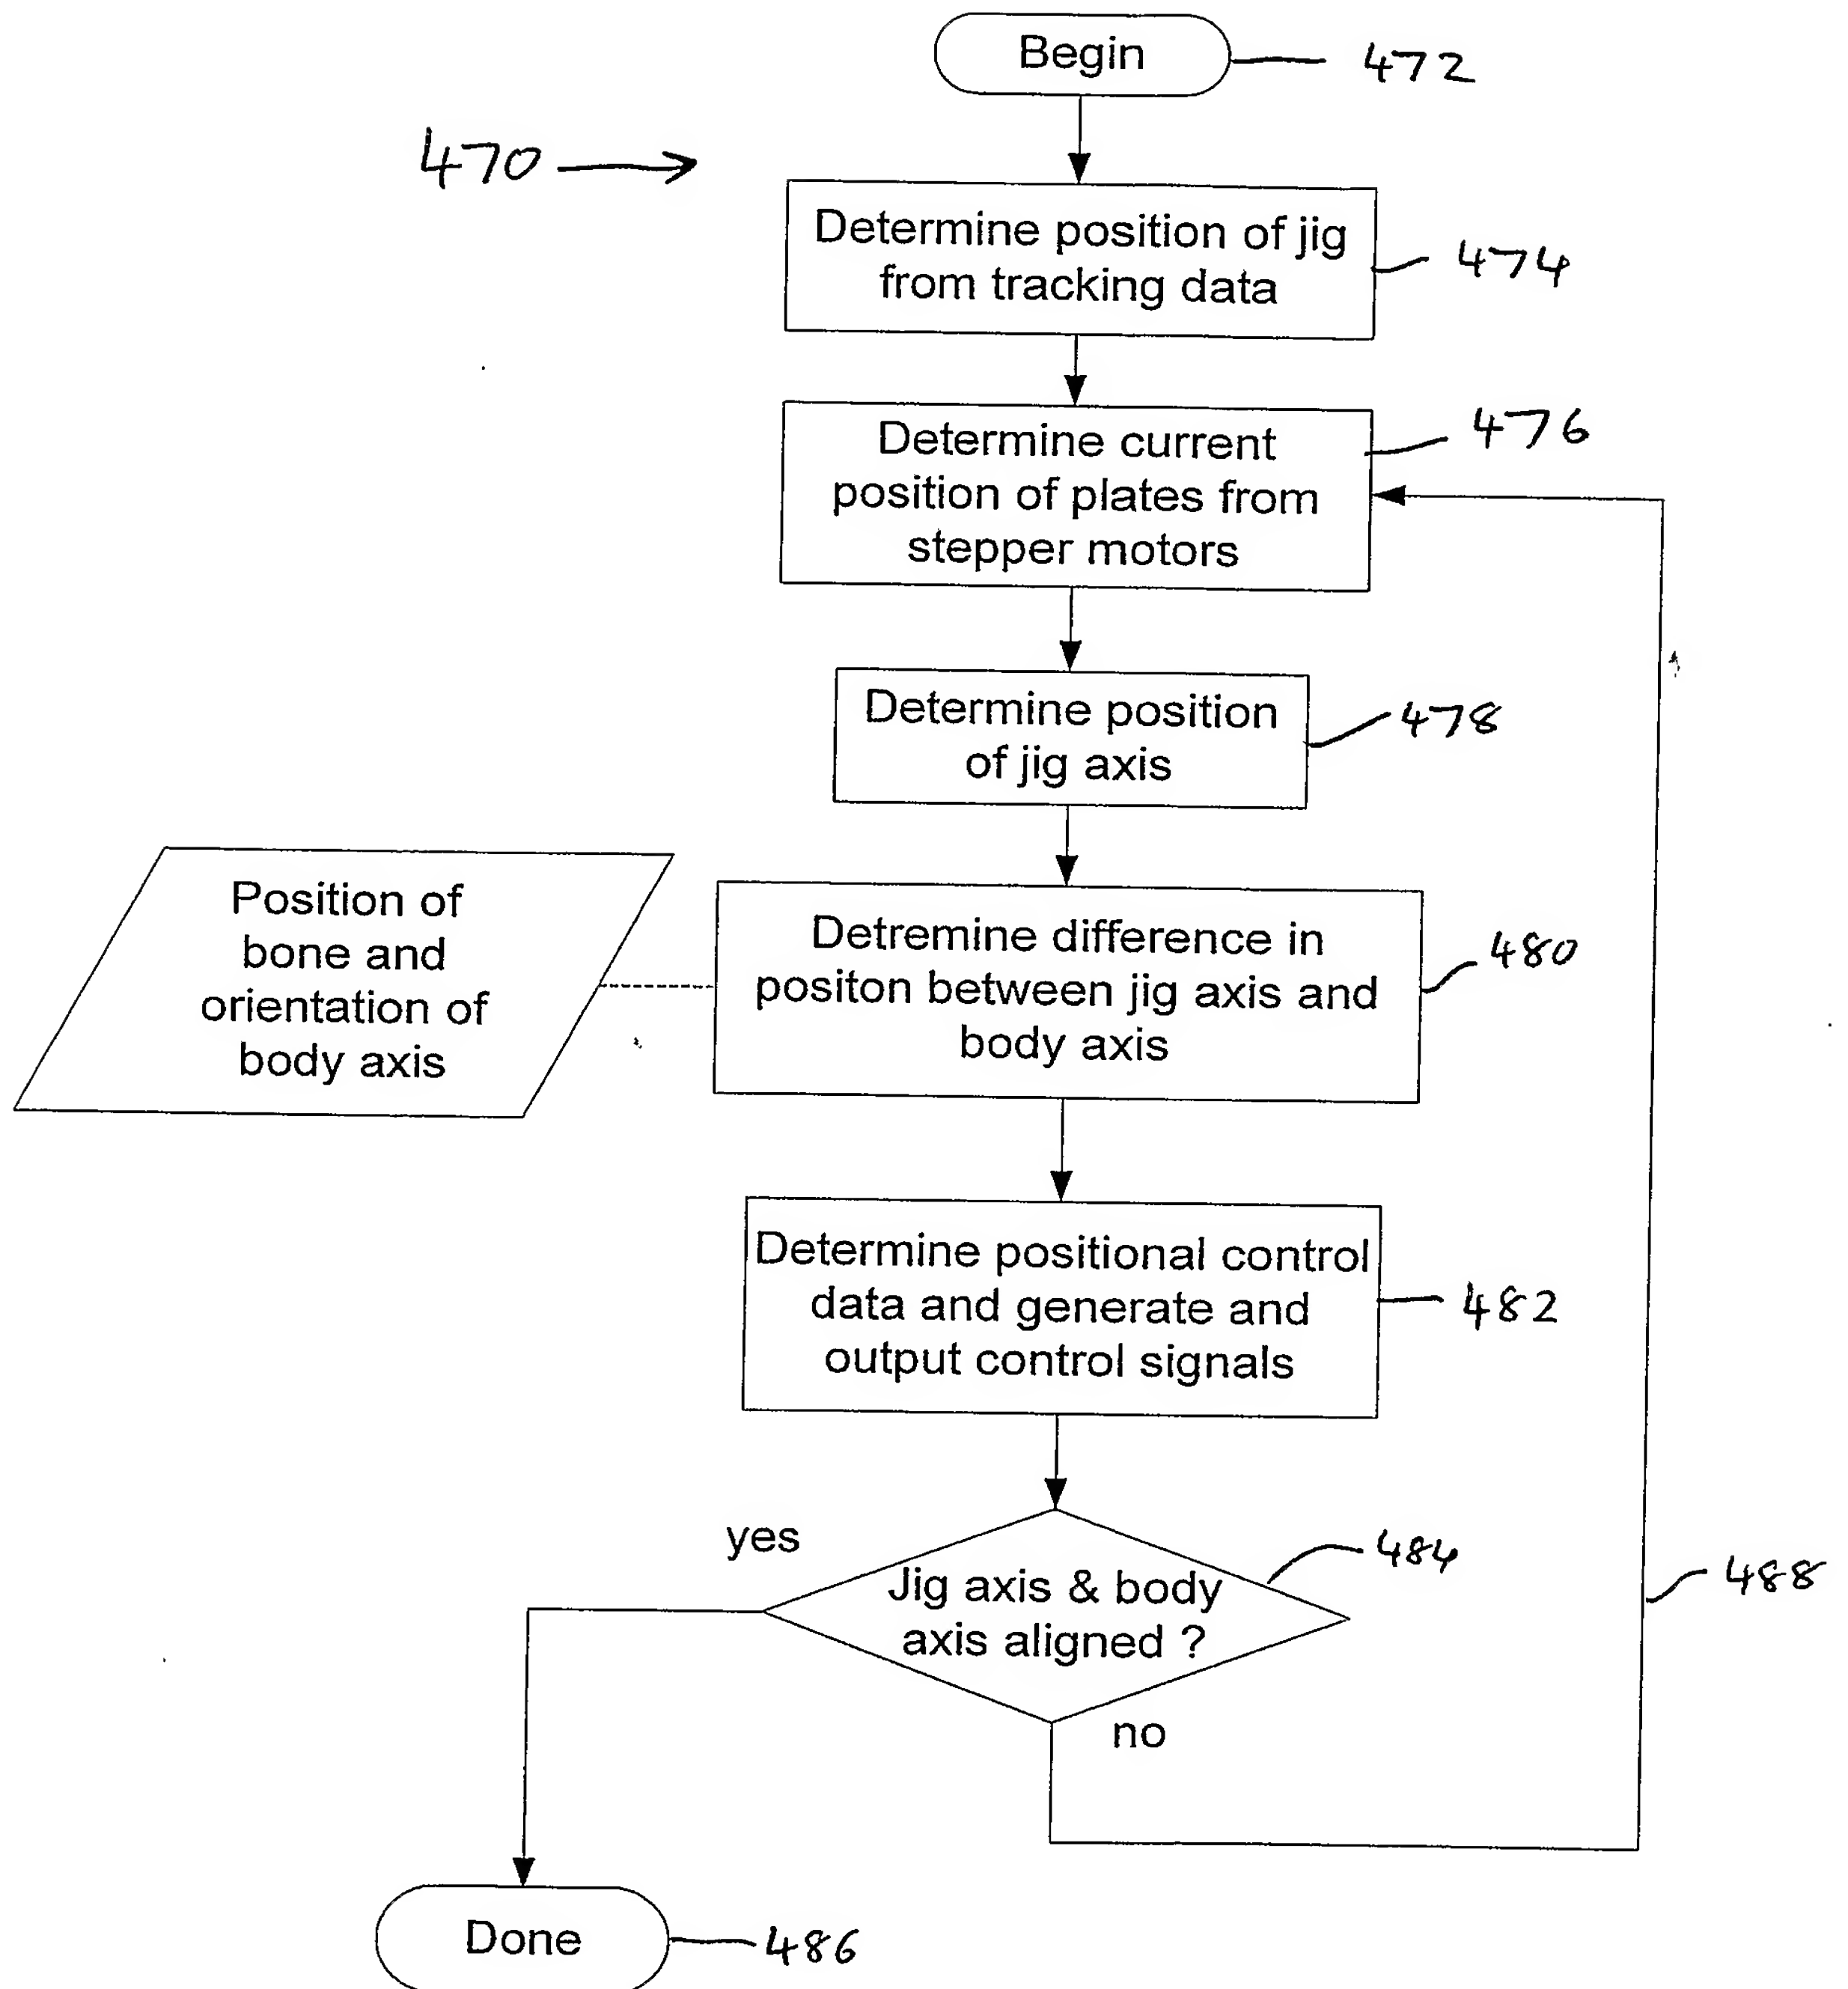 Begin
472
470
Determine position of jig
from tracking data
474
Determine current
position of plates from
stepper motors
476
Determine position
of jig axis
478
Position of
bone and
orientation of
body axis
Detremine difference in
positon between jig axis and
body axis
480
Determine positional control
data and generate and
output control signals
482
yes
Jig axis & body
axis aligned ?
484
488
no
Done
486